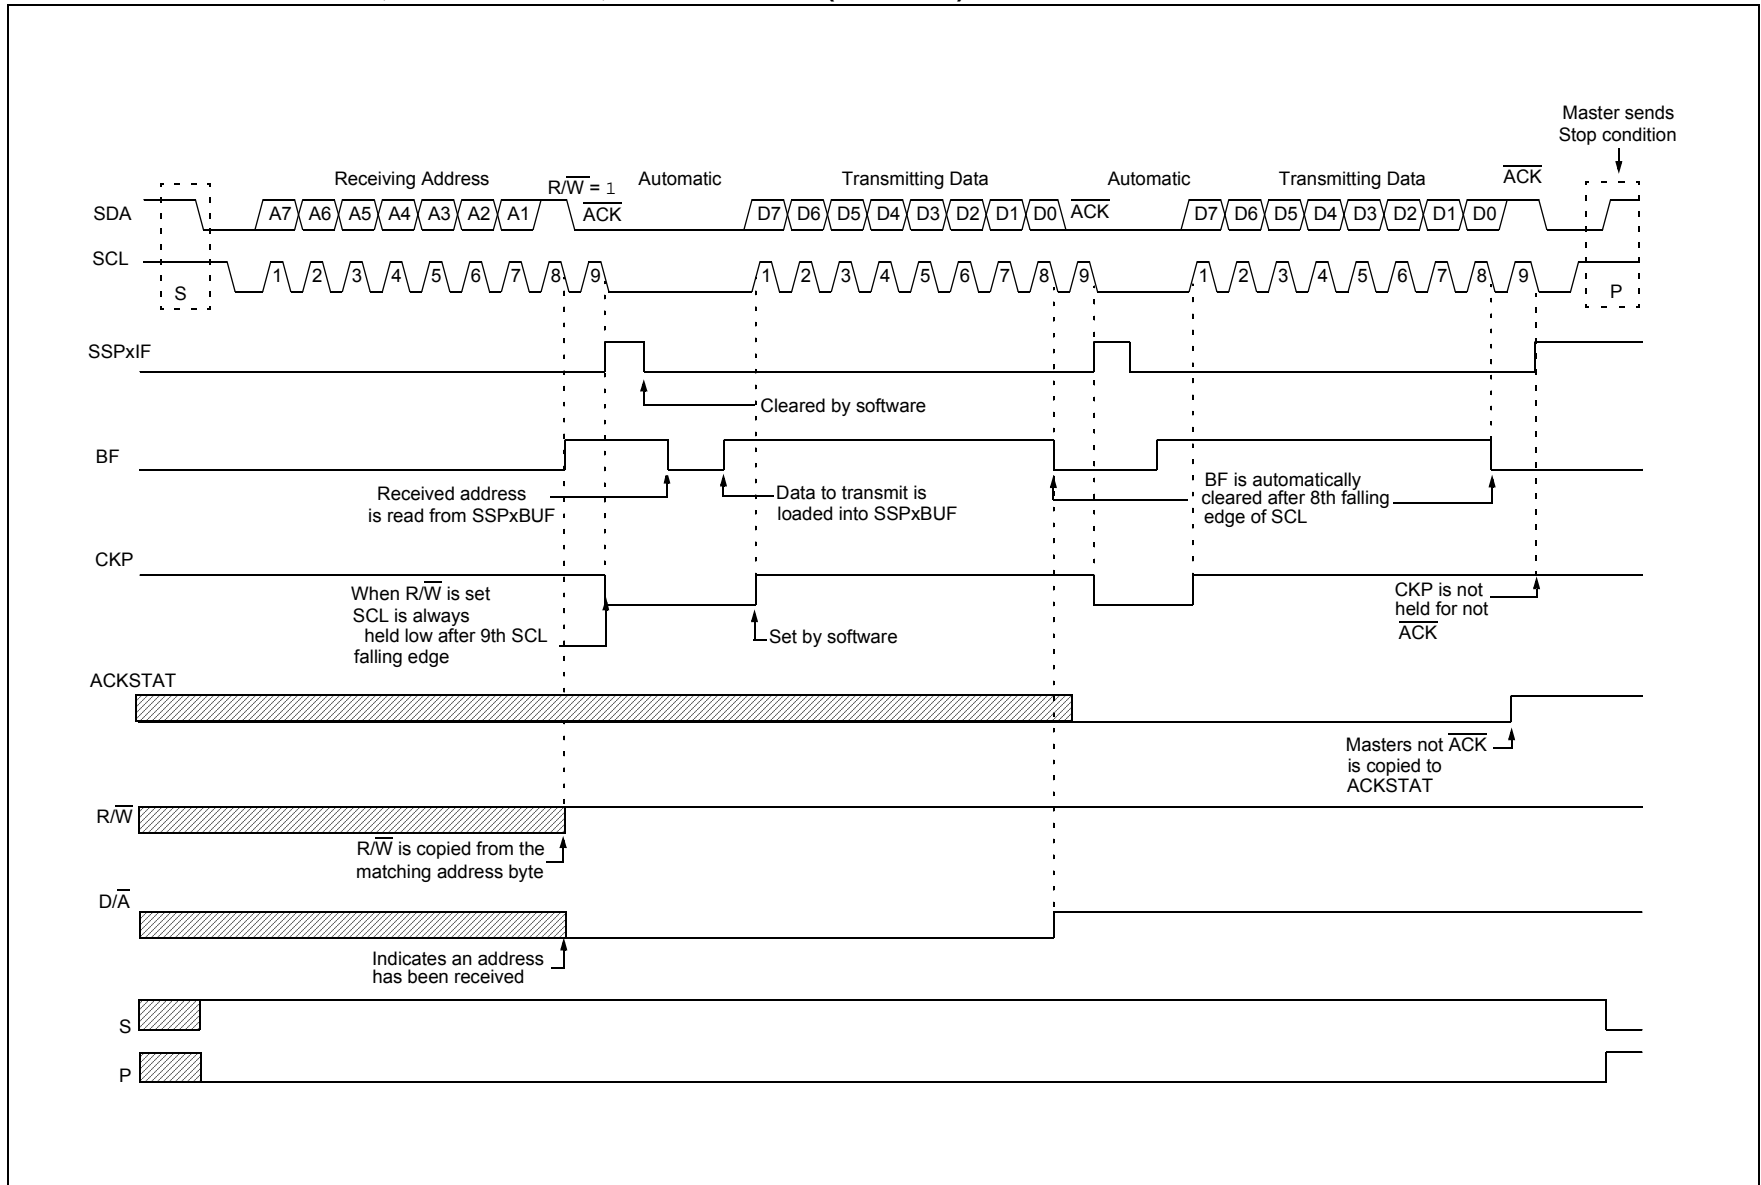 Master sends
Stop condition
Receiving Address
R/W̅ = 1
Automatic
Transmitting Data
Automatic
Transmitting Data
A̅C̅K̅
SDA
A7 A6 A5 A4 A3 A2 A1
A̅C̅K̅
D7 D6 D5 D4 D3 D2 D1 D0
A̅C̅K̅
D7 D6 D5 D4 D3 D2 D1 D0
SCL
1 2 3 4 5 6 7 8 9
1 2 3 4 5 6 7 8 9
1 2 3 4 5 6 7 8 9
S
P
SSPxIF
Cleared by software
BF
Received address
is read from SSPxBUF
Data to transmit is
loaded into SSPxBUF
BF is automatically
cleared after 8th falling
edge of SCL
CKP
When R/W̅ is set
SCL is always
held low after 9th SCL
falling edge
Set by software
CKP is not
held for not
A̅C̅K̅
ACKSTAT
Masters not A̅C̅K̅
is copied to
ACKSTAT
R/W̅
R/W̅ is copied from the
matching address byte
D/A̅
Indicates an address
has been received
S
P